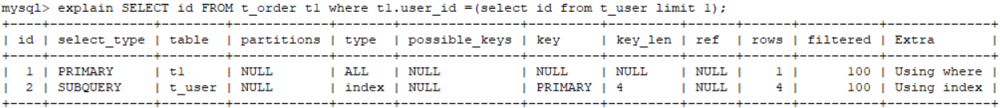 mysql> explain SELECT id FROM t_order t1 where t1.user_id =(select id from t_user limit 1);
+----+-------------+--------+------------+-------+---------------+---------+---------+------+------+----------+-------------+
| id | select_type | table | partitions | type | possible_keys | key | key_len | ref | rows | filtered | Extra |
+----+-------------+--------+------------+-------+---------------+---------+---------+------+------+----------+-------------+
| 1 | PRIMARY | t1 | NULL | ALL | NULL | NULL | NULL | NULL | 1 | 100 | Using where |
| 2 | SUBQUERY | t_user | NULL | index | NULL | PRIMARY | 4 | NULL | 4 | 100 | Using index |
+----+-------------+--------+------------+-------+---------------+---------+---------+------+------+----------+-------------+